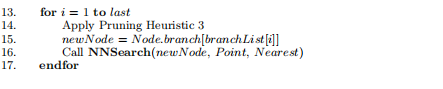 13. for i = 1 to last
14. Apply Pruning Heuristic 3
15. newNode = Node.branch[branchList[i]]
16. Call NNSearch(newNode, Point, Nearest)
17. endfor